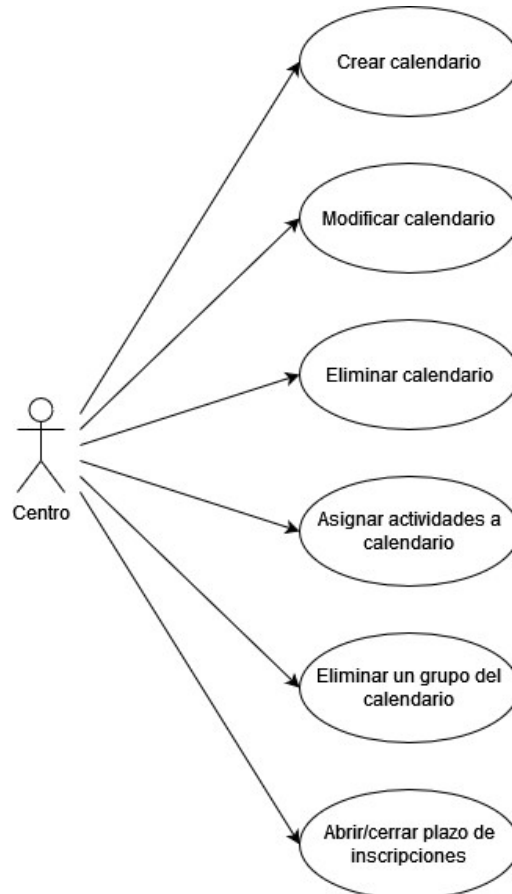 Crear calendario
Modificar calendario
Eliminar calendario
Centro
Asignar actividades a
calendario
Eliminar un grupo del
calendario
Abrir/cerrar plazo de
inscripciones